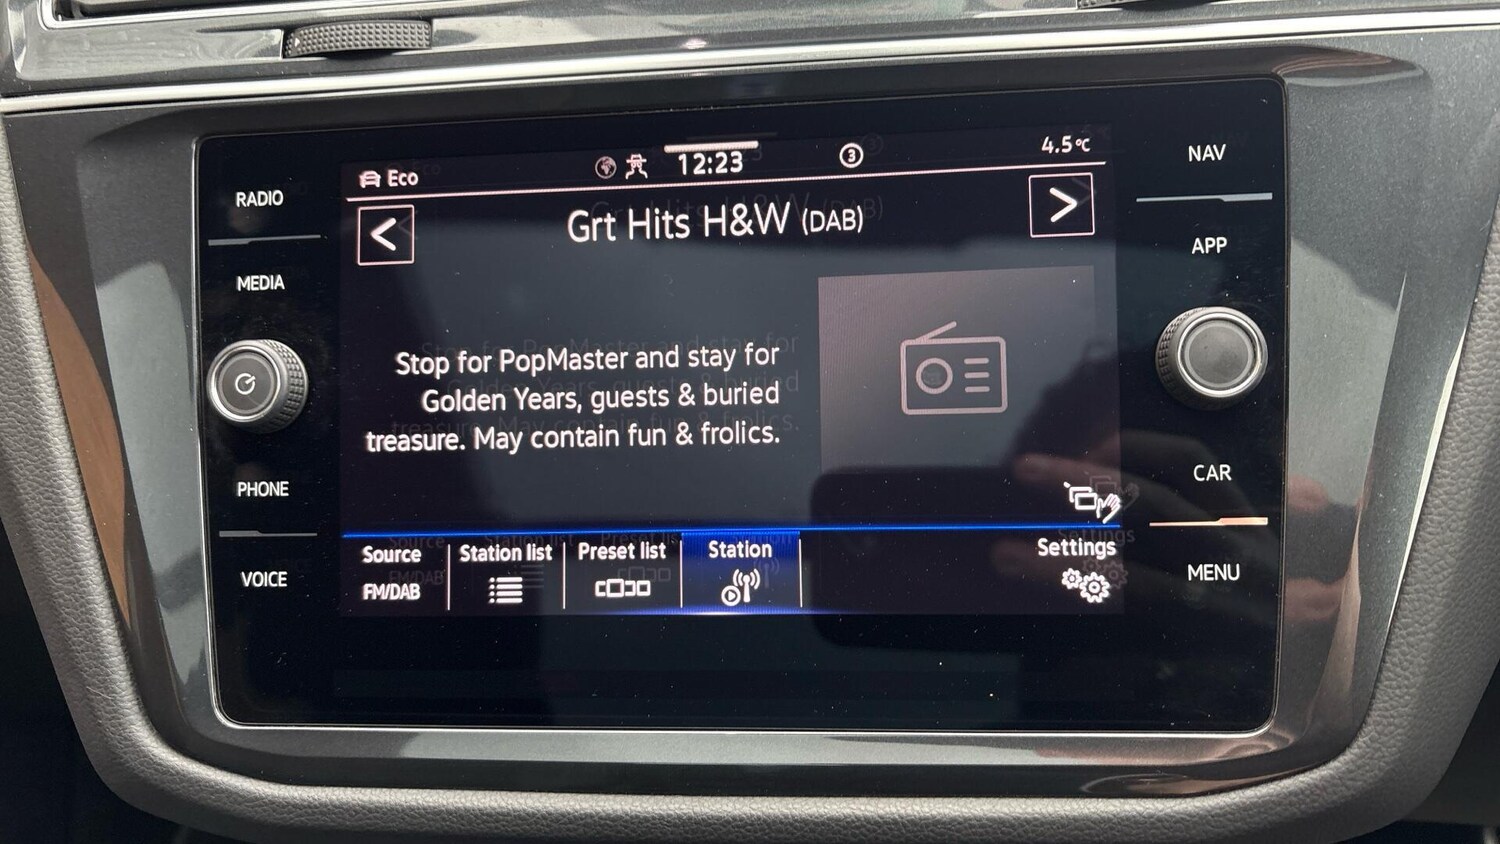 RADIO
MEDIA
PHONE
VOICE
Eco
12:23
3
4.5°C
<
Grt Hits H&W (DAB)
>
Stop for PopMaster and stay for
Golden Years, guests & buried
treasure. May contain fun & frolics.
Source
FM/DAB
Station list
Preset list
Station
Settings
NAV
APP
CAR
MENU